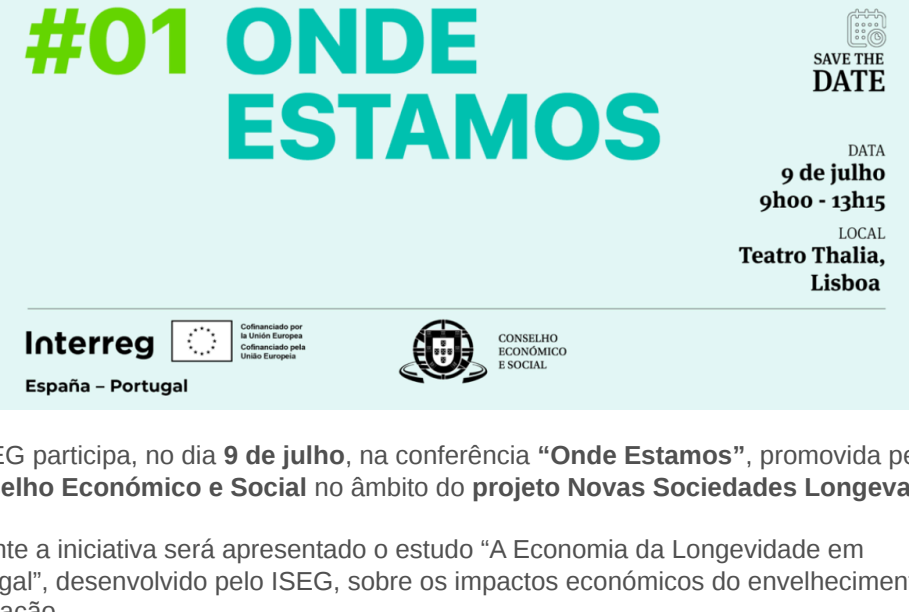 #01 ONDE
ESTAMOS
SAVE THE
DATE
DATA
9 de julho
9h00 - 13h15
LOCAL
Teatro Thalia,
Lisboa
Interreg
Cofinanciado por
la Unión Europea
Cofinanciado pela
União Europeia
España – Portugal
CONSELHO
ECONÓMICO
E SOCIAL
EG participa, no dia 9 de julho, na conferência “Onde Estamos”, promovida pe
elho Económico e Social no âmbito do projeto Novas Sociedades Longeva
nte a iniciativa será apresentado o estudo “A Economia da Longevidade em
gal”, desenvolvido pelo ISEG, sobre os impactos económicos do envelheciment